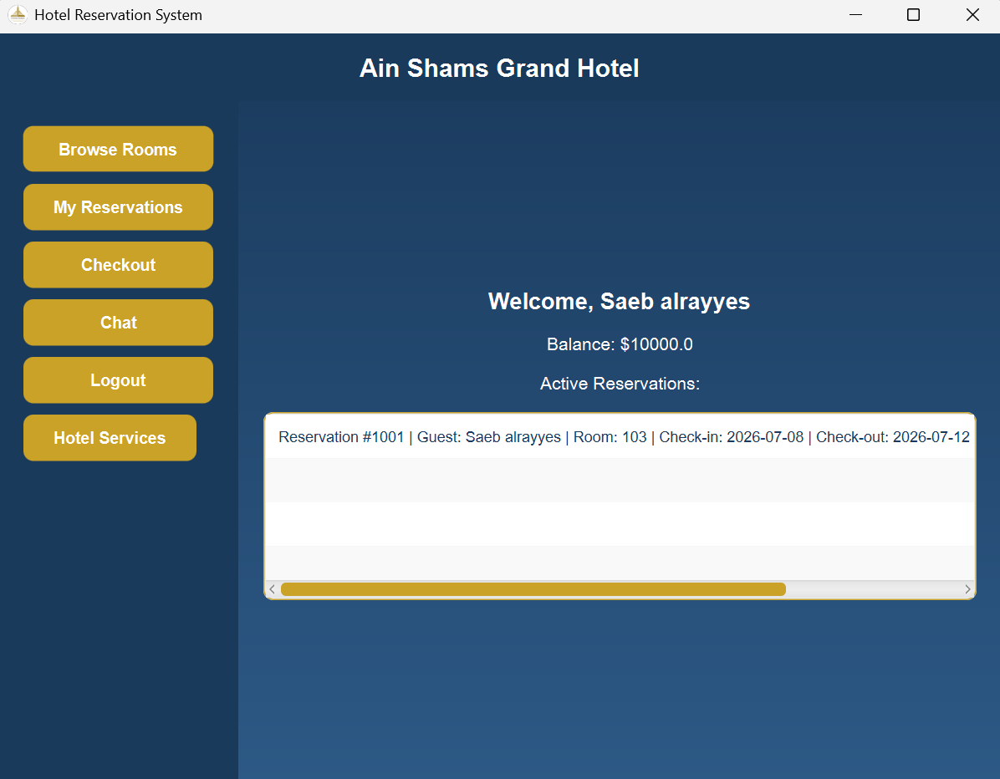 Hotel Reservation System
Ain Shams Grand Hotel
Browse Rooms
My Reservations
Checkout
Chat
Logout
Hotel Services
Welcome, Saeb alrayyes
Balance: $10000.0
Active Reservations:
Reservation #1001 | Guest: Saeb alrayyes | Room: 103 | Check-in: 2026-07-08 | Check-out: 2026-07-12